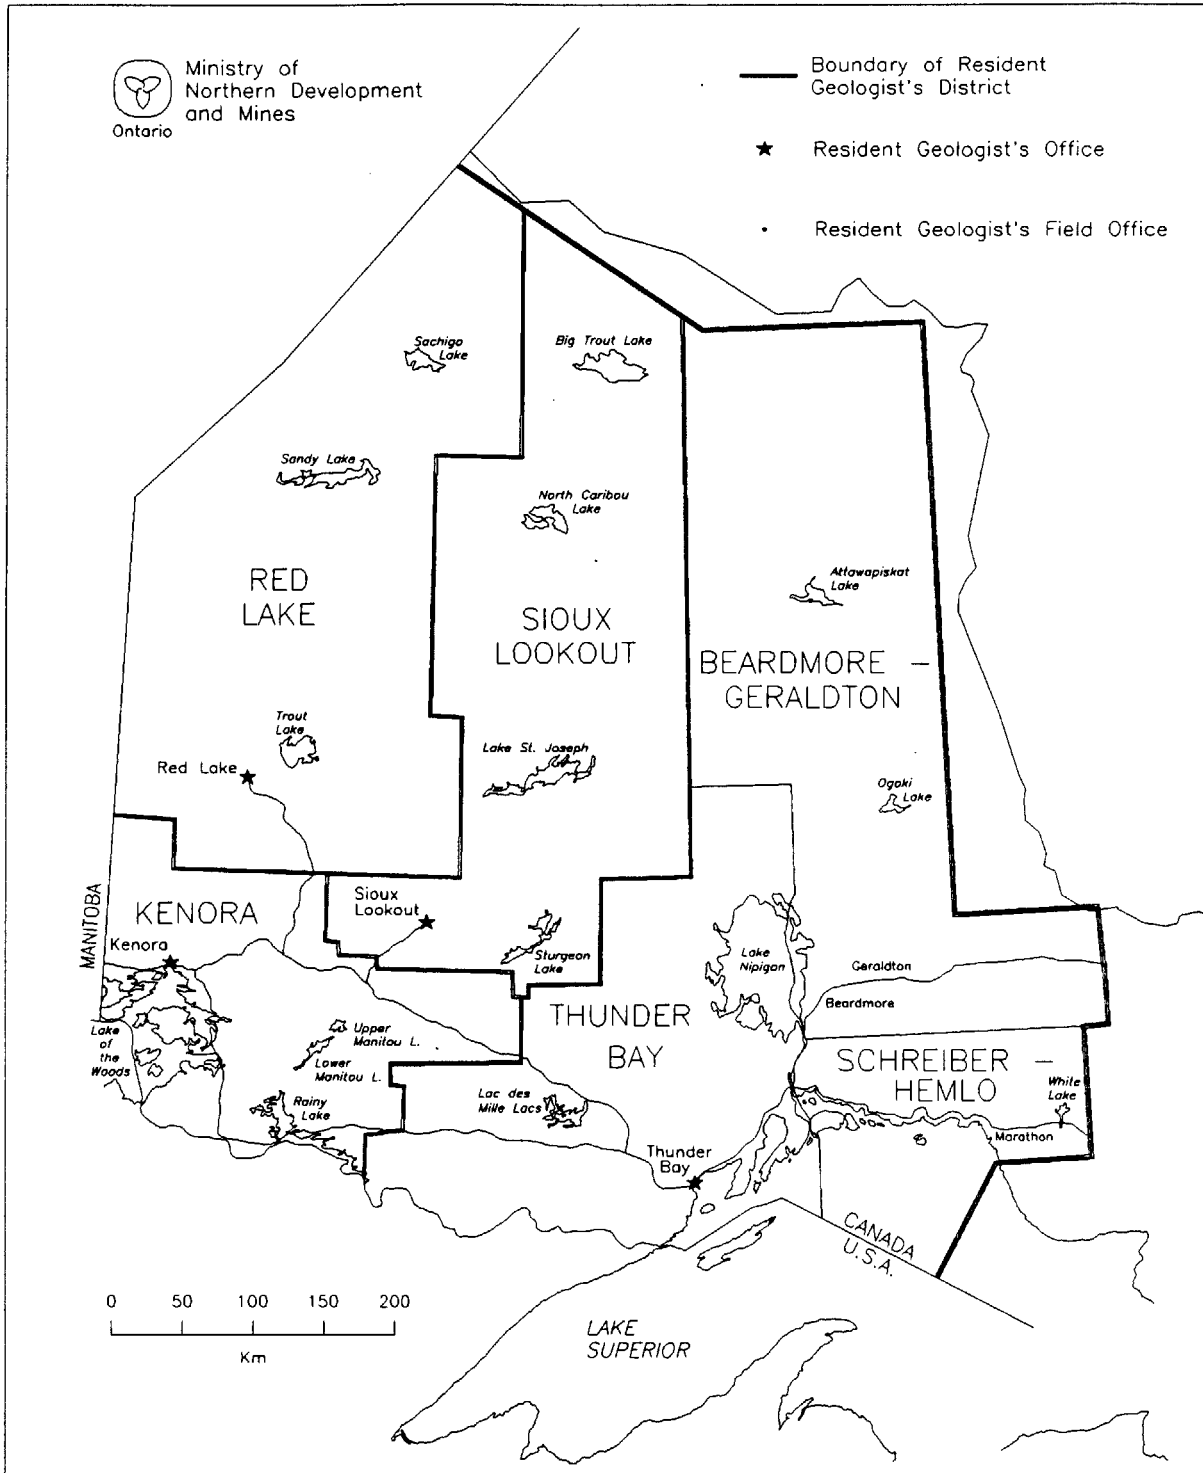 Ministry of
Northern Development
and Mines
Ontario
Boundary of Resident
Geologist's District
Resident Geologist's Office
Resident Geologist's Field Office
Sachigo
Lake
Big Trout Lake
Sandy Lake
North Caribou
Lake
Attawapiskat
Lake
RED
LAKE
SIOUX
LOOKOUT
BEARDMORE –
GERALDTON
Trout
Lake
Red Lake
Lake St. Joseph
Ogoki
Lake
MANITOBA
KENORA
Kenora
Sioux
Lookout
Sturgeon
Lake
Lake
Nipigon
Geraldton
Beardmore
THUNDER
BAY
Lake
of
the
Woods
Upper
Manitou L.
Lower
Manitou L.
SCHREIBER –
HEMLO
White
Lake
Rainy
Lake
Lac des
Mille Lacs
Marathon
Thunder
Bay
CANADA
U.S.A.
0 50 100 150 200
Km
LAKE
SUPERIOR